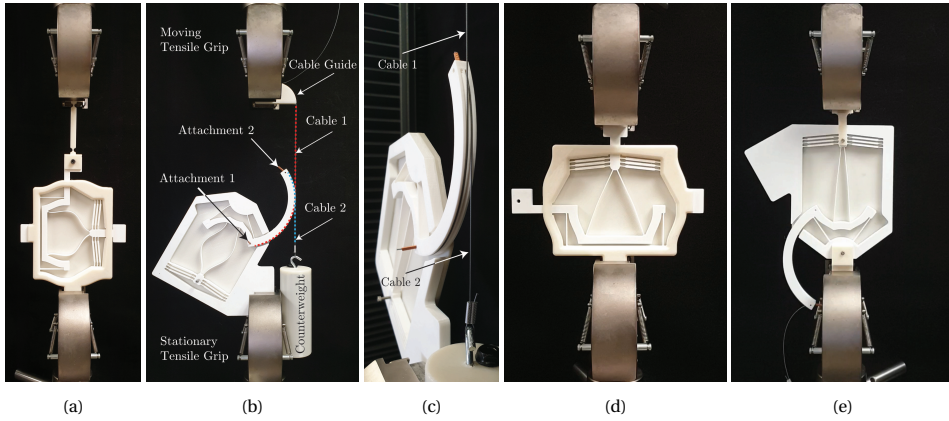 Moving
Tensile Grip
Cable Guide
Cable 1
Attachment 2
Attachment 1
Cable 2
Counterweight
Stationary
Tensile Grip
Cable 1
Cable 2
(a)
(b)
(c)
(d)
(e)